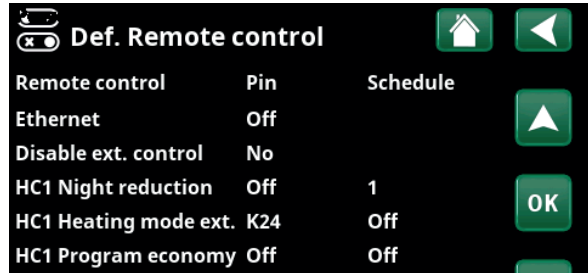 Def. Remote control
Remote control Pin Schedule
Ethernet Off
Disable ext. control No
HC1 Night reduction Off 1
OK
HC1 Heating mode ext. K24 Off
HC1 Program economy Off Off